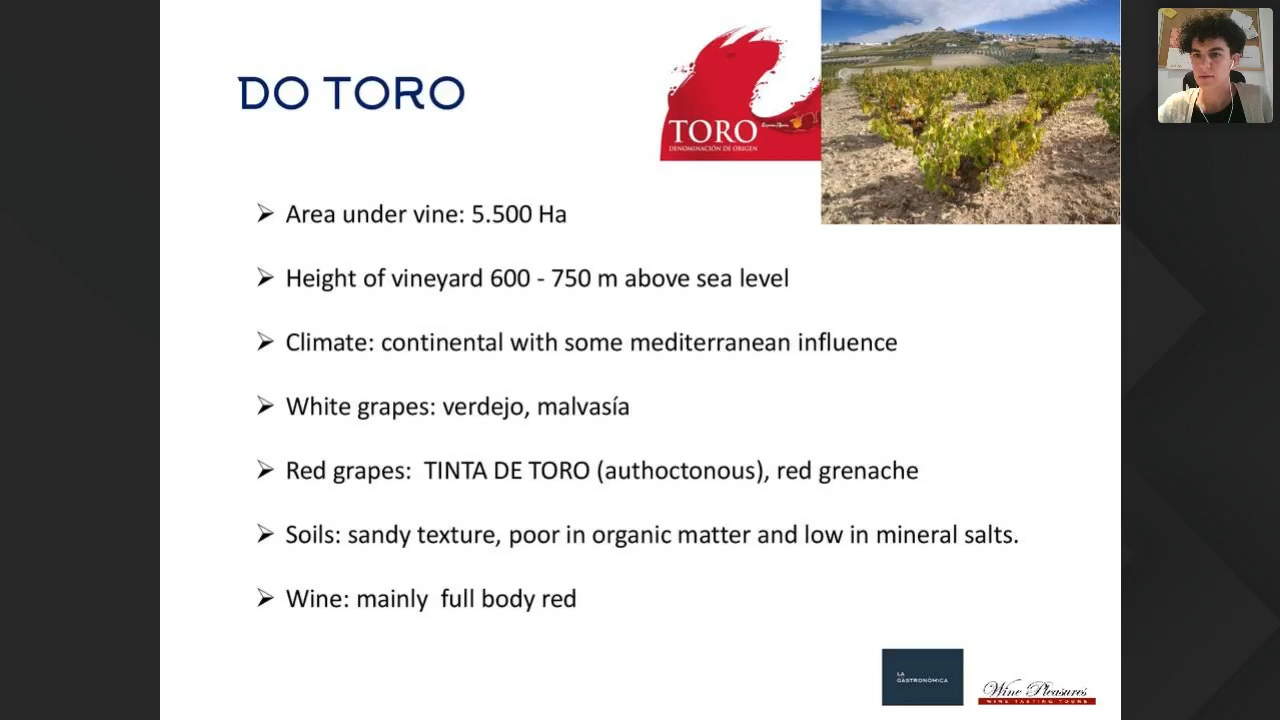 DO TORO
TORO
DENOMINACIÓN DE ORIGEN
➢ Area under vine: 5.500 Ha
➢ Height of vineyard 600 - 750 m above sea level
➢ Climate: continental with some mediterranean influence
➢ White grapes: verdejo, malvasía
➢ Red grapes:  TINTA DE TORO (authoctonous), red grenache
➢ Soils: sandy texture, poor in organic matter and low in mineral salts.
➢ Wine: mainly  full body red
LA
GASTRONÓMICA
Wine Pleasures
WINE TASTING TOURS